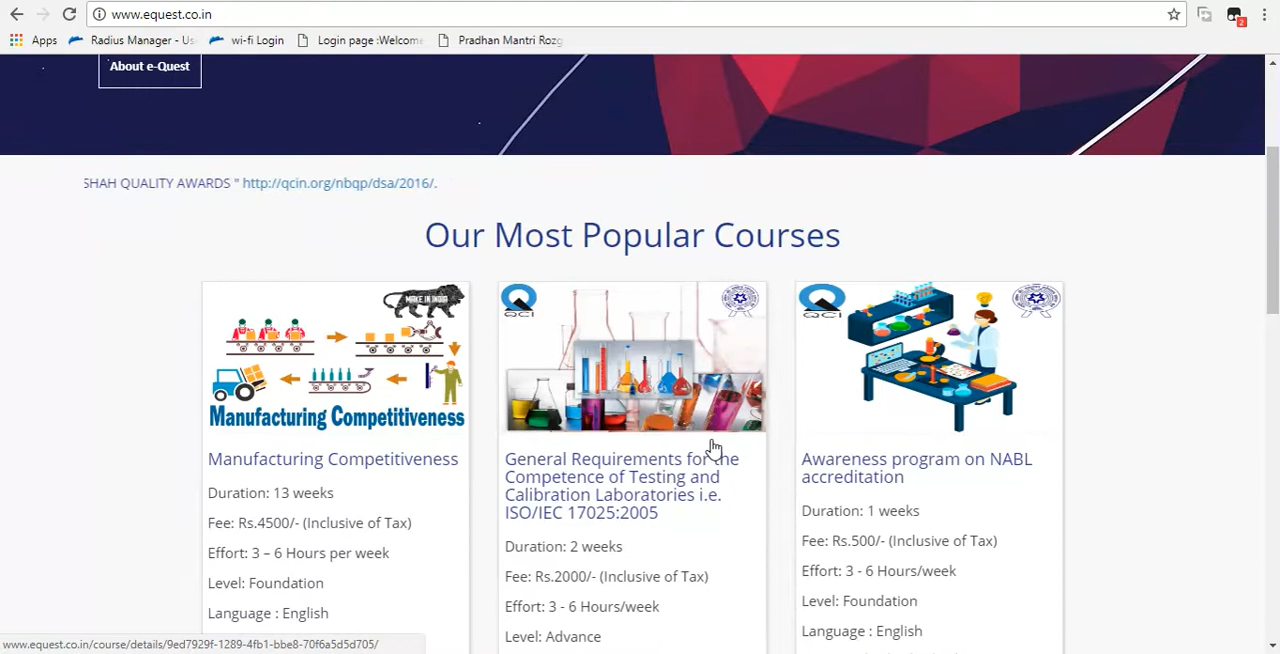 www.equest.co.in
Apps
Radius Manager - Us
wi-fi Login
Login page :Welcome
Pradhan Mantri Rozg
2
About e-Quest
SHAH QUALITY AWARDS " http://qcin.org/nbqp/dsa/2016/.
Our Most Popular Courses
MAKE IN INDIA
Manufacturing Competitiveness
Manufacturing Competitiveness
Duration: 13 weeks
Fee: Rs.4500/- (Inclusive of Tax)
Effort: 3 – 6 Hours per week
Level: Foundation
Language : English
QCI
General Requirements for the
Competence of Testing and
Calibration Laboratories i.e.
ISO/IEC 17025:2005
Duration: 2 weeks
Fee: Rs.2000/- (Inclusive of Tax)
Effort: 3 - 6 Hours/week
Level: Advance
QCI
Awareness program on NABL
accreditation
Duration: 1 weeks
Fee: Rs.500/- (Inclusive of Tax)
Effort: 3 - 6 Hours/week
Level: Foundation
Language : English
www.equest.co.in/course/details/9ed7929f-1289-4fb1-bbe8-70f6a5d5d705/